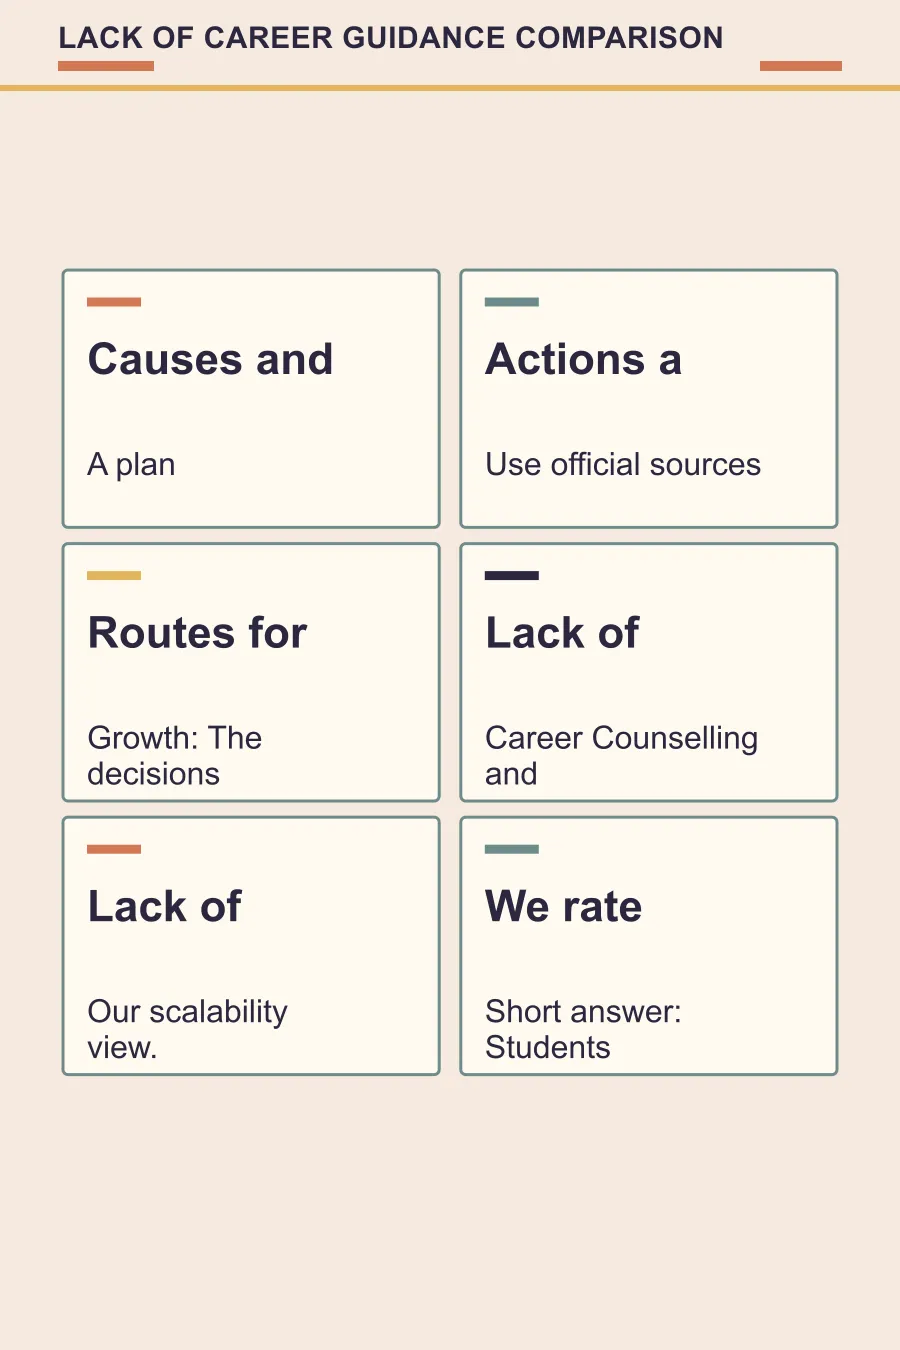 LACK OF CAREER GUIDANCE COMPARISON
Causes and
A plan
Actions a
Use official sources
Routes for
Growth: The
decisions
Lack of
Career Counselling
and
Lack of
Our scalability
view.
We rate
Short answer:
Students